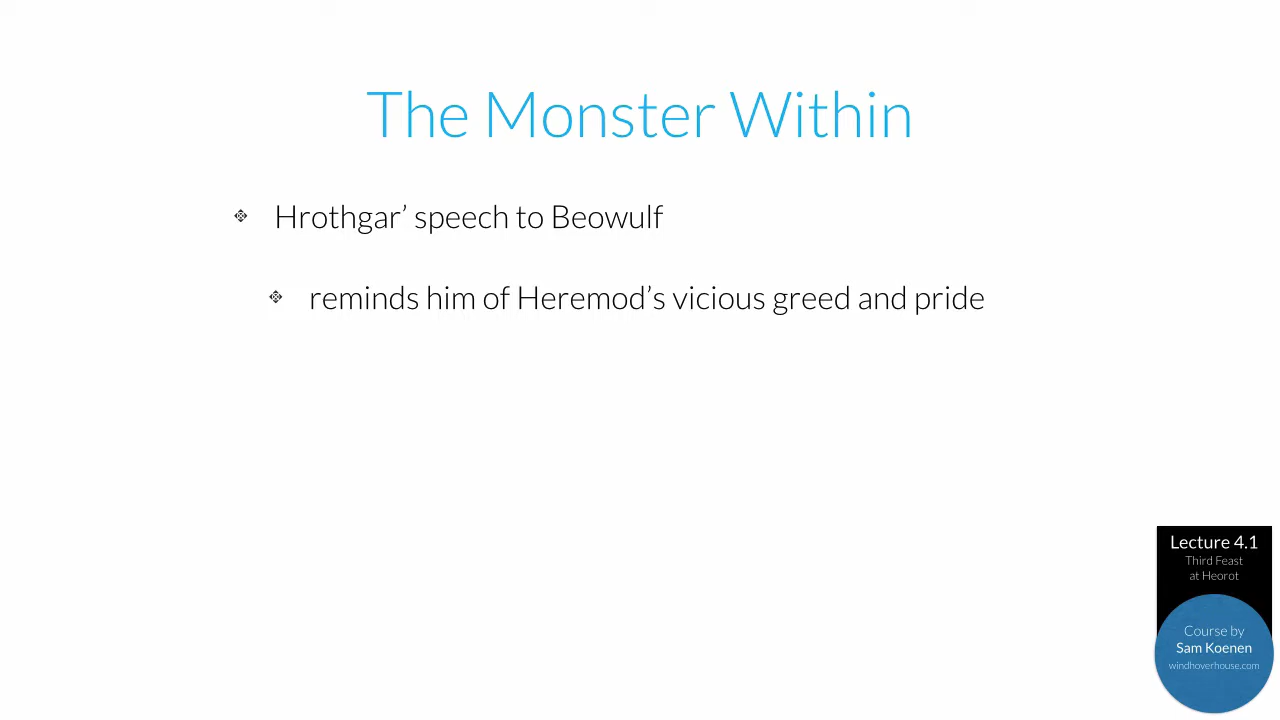 The Monster Within
Hrothgar’ speech to Beowulf
reminds him of Heremod’s vicious greed and pride
Lecture 4.1
Third Feast
at Heorot
Course by
Sam Koenen
windhoverhouse.com